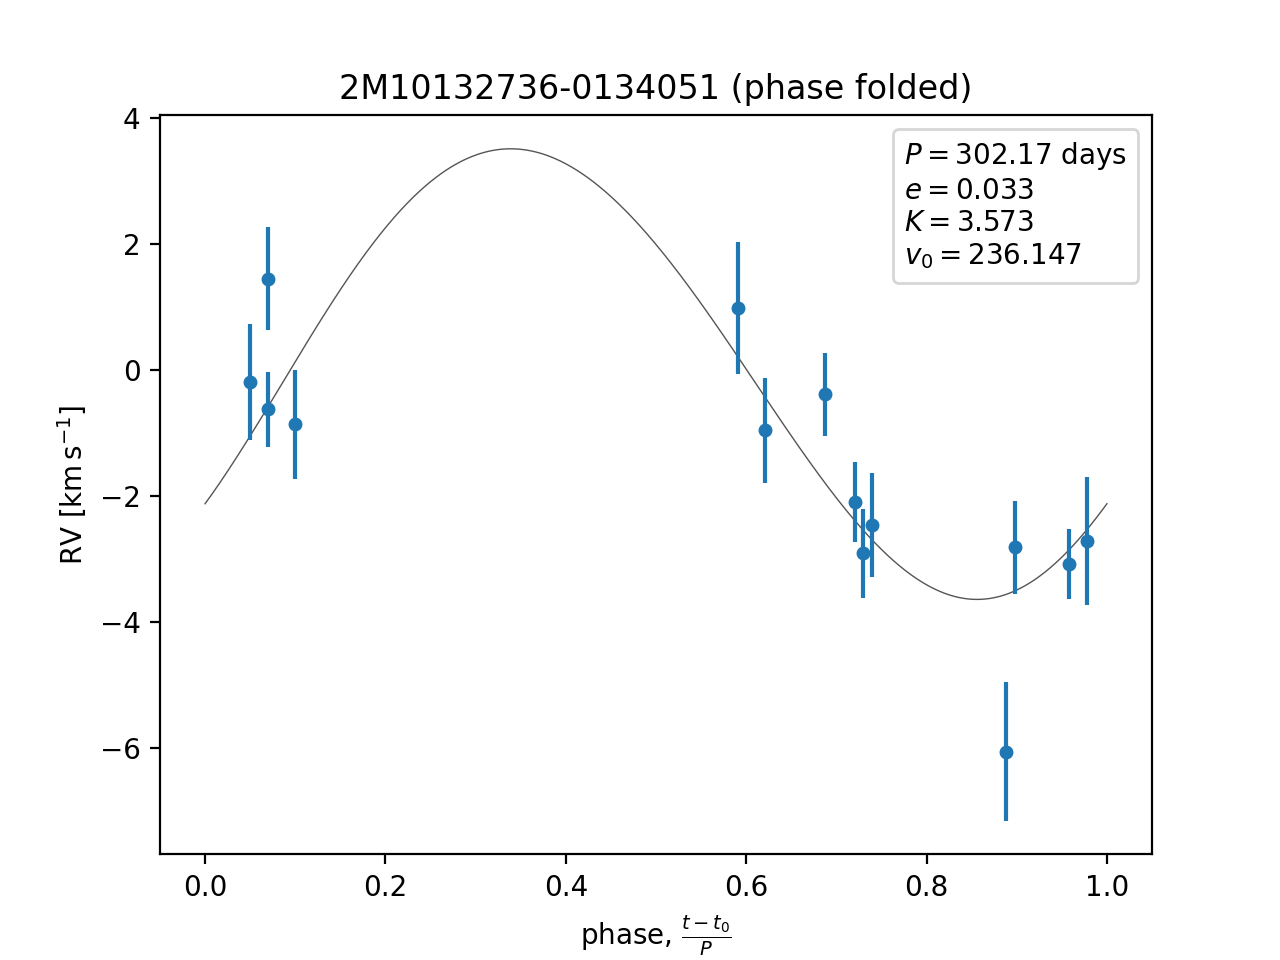 2M10132736-0134051 (phase folded)
P = 302.17 days
e = 0.033
K = 3.573
v₀ = 236.147
RV [km s⁻¹]
4
2
0
−2
−4
−6
0.0 0.2 0.4 0.6 0.8 1.0
phase, (t − t₀)/P